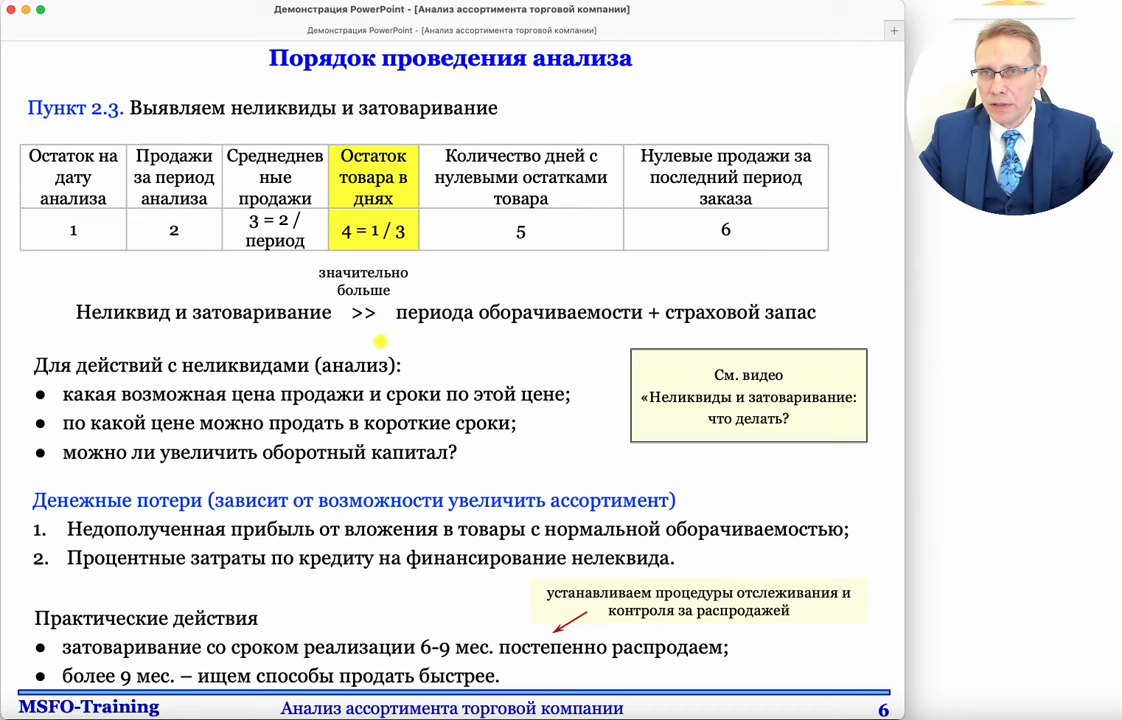 Демонстрация PowerPoint - [Анализ ассортимента торговой компании]
Демонстрация PowerPoint - [Анализ ассортимента торговой компании]
Порядок проведения анализа
Пункт 2.3. Выявляем неликвиды и затоваривание
Остаток на дату анализа
Продажи за период анализа
Среднеднев ные продажи
Остаток товара в днях
Количество дней с нулевыми остатками товара
Нулевые продажи за последний период заказа
1
2
3 = 2 / период
4 = 1 / 3
5
6
значительно
больше
Неликвид и затоваривание >> периода оборачиваемости + страховой запас
Для действий с неликвидами (анализ):
● какая возможная цена продажи и сроки по этой цене;
● по какой цене можно продать в короткие сроки;
● можно ли увеличить оборотный капитал?
См. видео
«Неликвиды и затоваривание:
что делать?
Денежные потери (зависит от возможности увеличить ассортимент)
1. Недополученная прибыль от вложения в товары с нормальной оборачиваемостью;
2. Процентные затраты по кредиту на финансирование нелеквида.
устанавливаем процедуры отслеживания и
контроля за распродажей
Практические действия
● затоваривание со сроком реализации 6-9 мес. постепенно распродаем;
● более 9 мес. – ищем способы продать быстрее.
MSFO-Training
Анализ ассортимента торговой компании
6